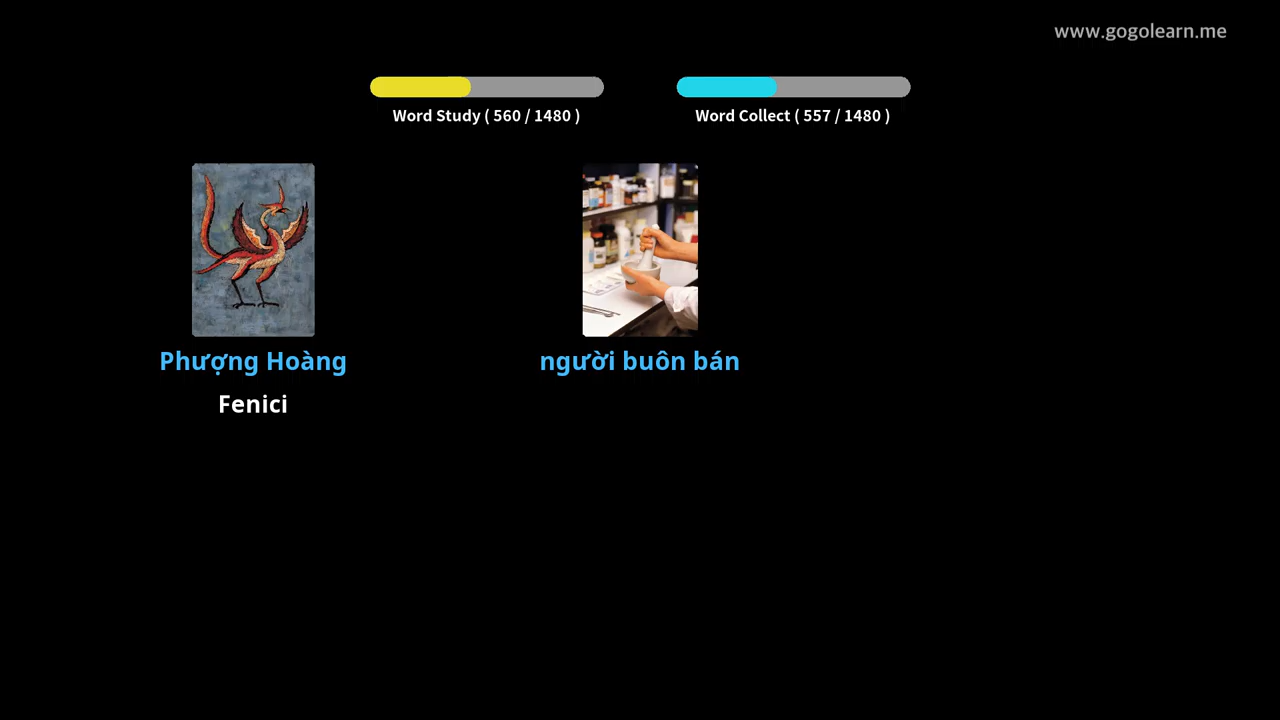 www.gogolearn.me
Word Study ( 560 / 1480 )
Word Collect ( 557 / 1480 )
Phượng Hoàng
người buôn bán
Fenici